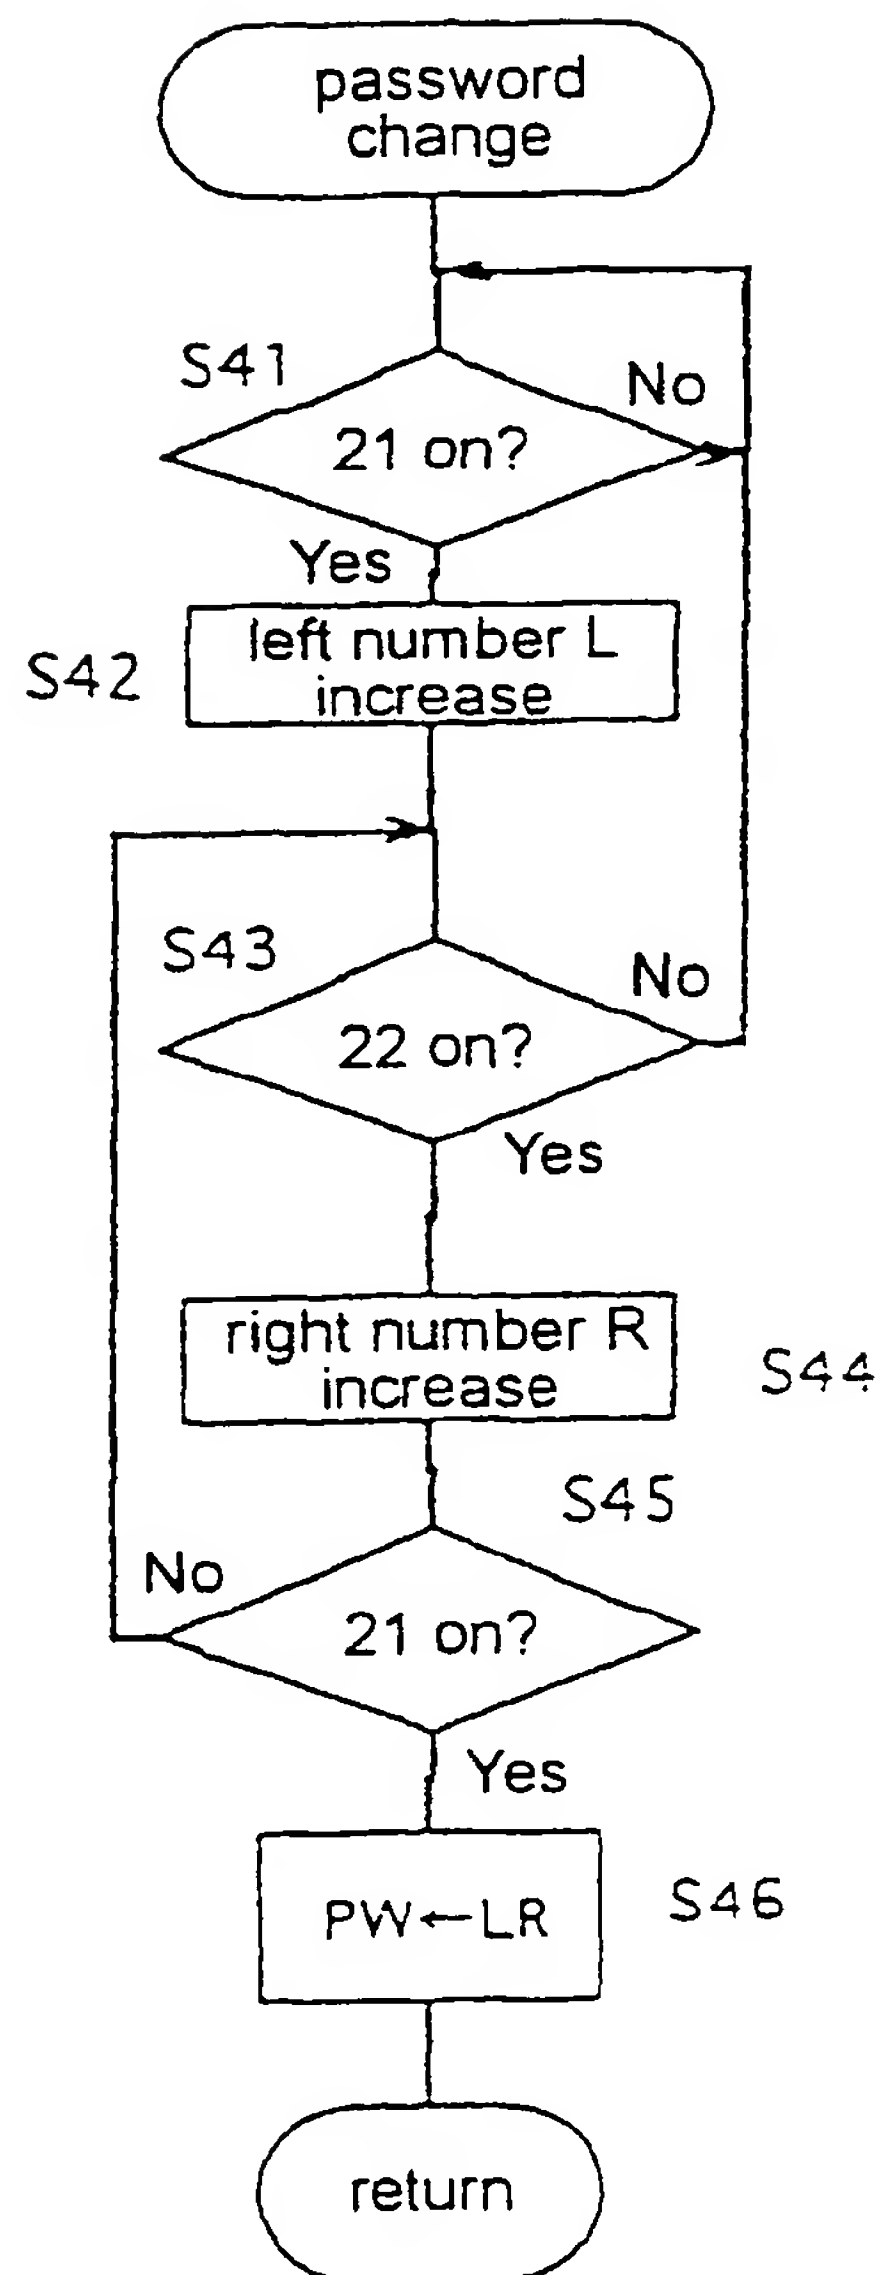 password
change
S41
No
21 on?
Yes
left number L
increase
S42
S43
No
22 on?
Yes
right number R
increase
S44
S45
No
21 on?
Yes
PW←LR
S46
return